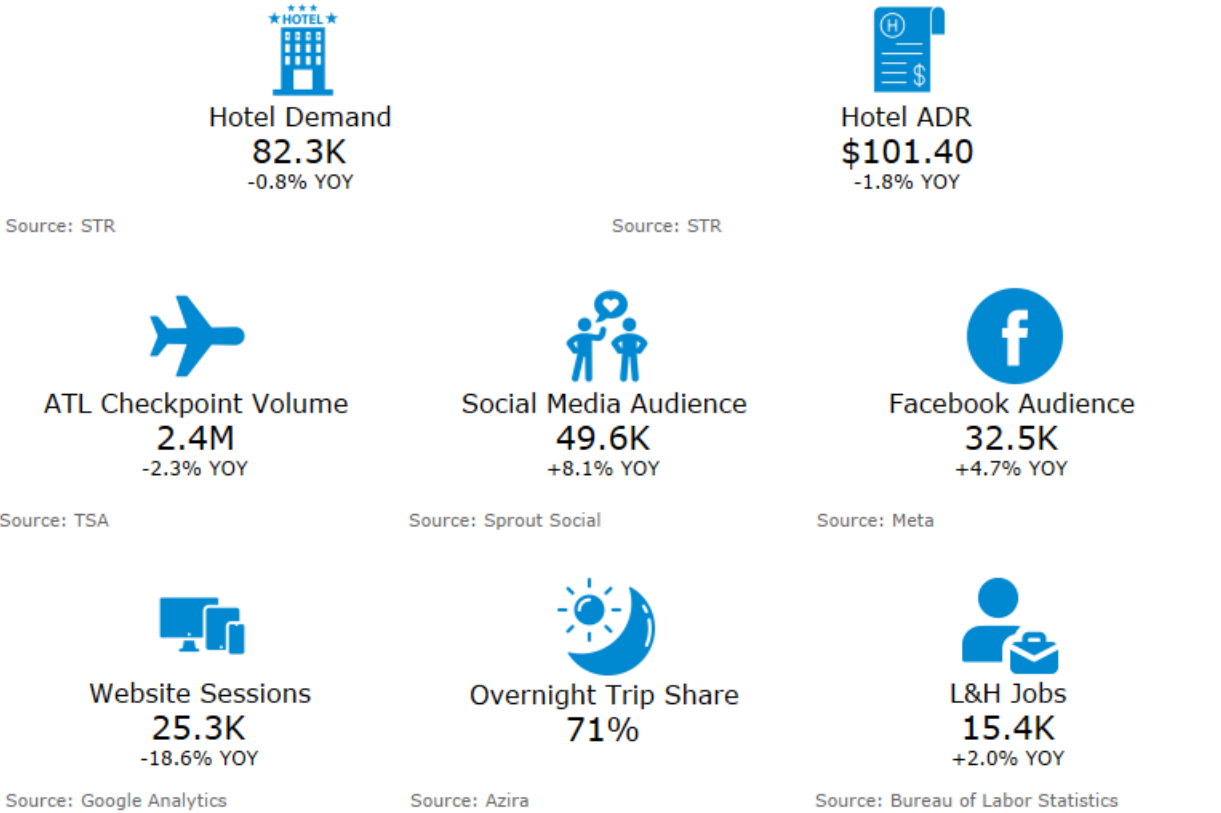 ★HOTEL★
H
$
Hotel Demand
82.3K
-0.8% YOY
Hotel ADR
$101.40
-1.8% YOY
Source: STR
Source: STR
f
ATL Checkpoint Volume
2.4M
-2.3% YOY
Social Media Audience
49.6K
+8.1% YOY
Facebook Audience
32.5K
+4.7% YOY
Source: TSA
Source: Sprout Social
Source: Meta
Website Sessions
25.3K
-18.6% YOY
Overnight Trip Share
71%
L&H Jobs
15.4K
+2.0% YOY
Source: Google Analytics
Source: Azira
Source: Bureau of Labor Statistics